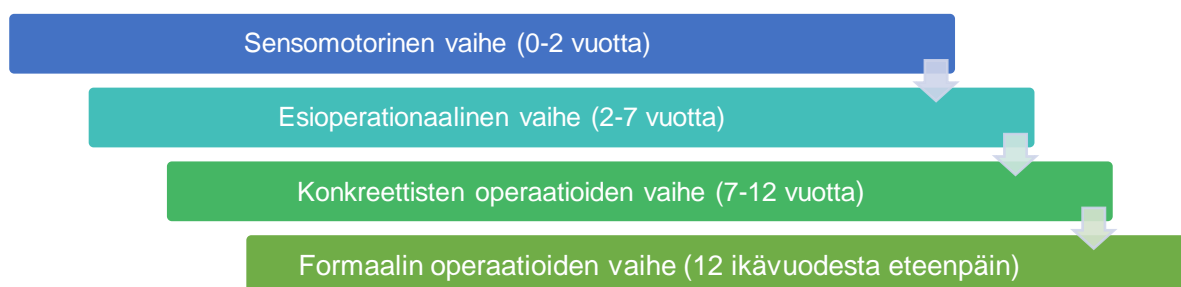 Sensomotorinen vaihe (0-2 vuotta)
Esioperationaalinen vaihe (2-7 vuotta)
Konkreettisten operaatioiden vaihe (7-12 vuotta)
Formaalin operaatioiden vaihe (12 ikävuodesta eteenpäin)